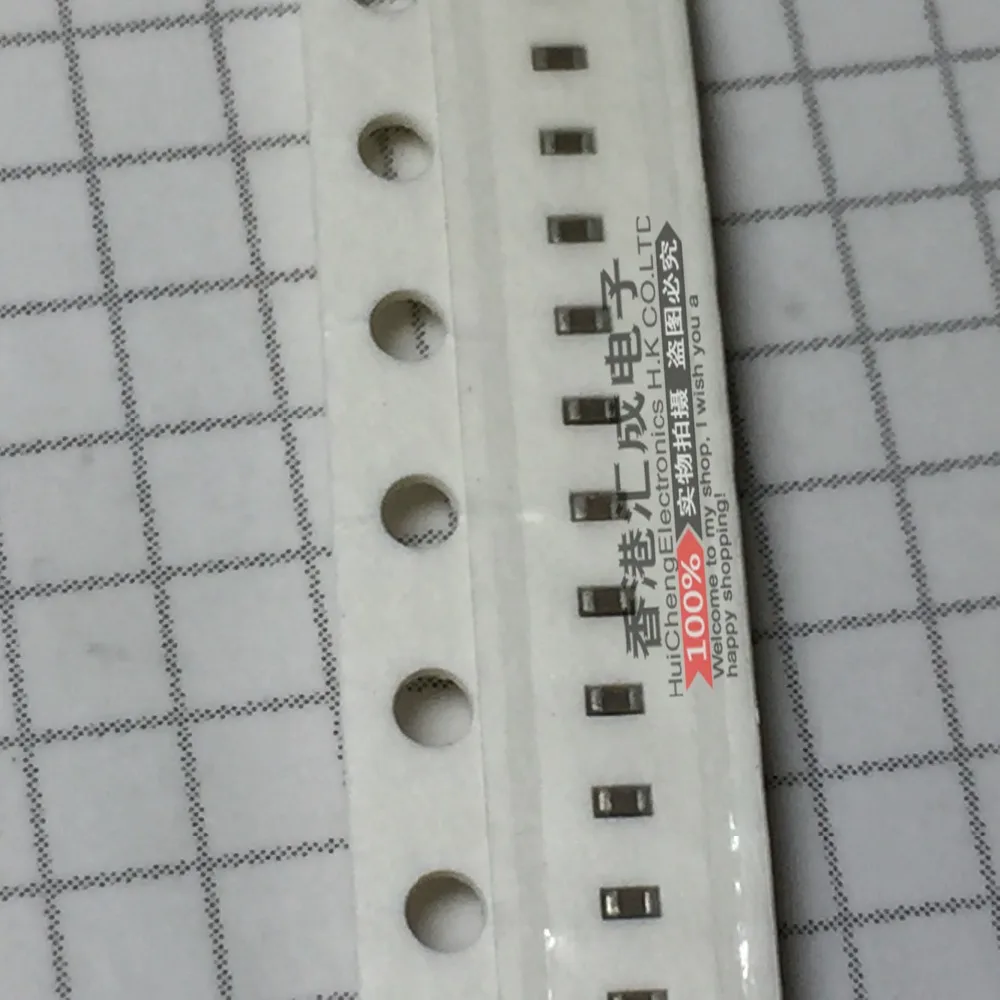 香港汇成电子
HuiChengElectronics H.K CO.LTC
100% 实物拍摄 盗图必究
Welcome to my shop, I wish you a
happy shopping!